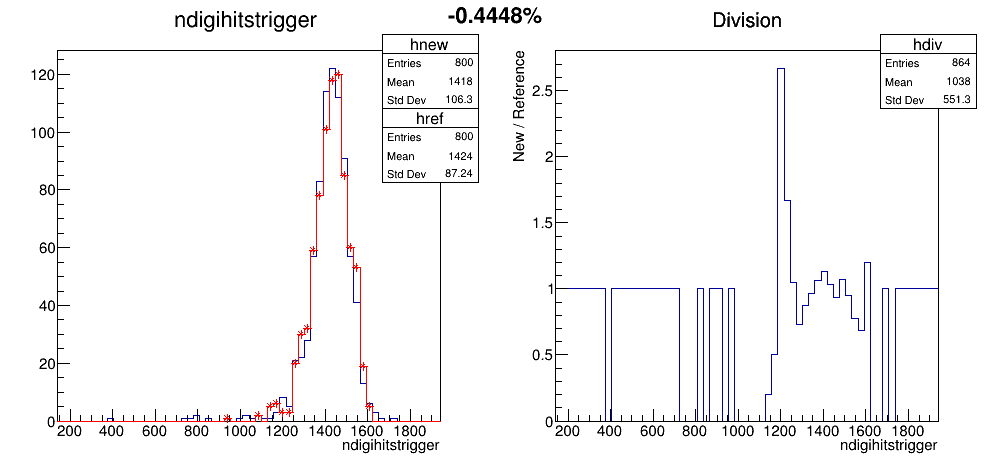 -0.4448%
ndigihitstrigger
hnew
Entries 800
Mean 1418
Std Dev 106.3
href
Entries 800
Mean 1424
Std Dev 87.24
120
100
80
60
40
20
0
200 400 600 800 1000 1200 1400 1600 1800
ndigihitstrigger
Division
hdiv
Entries 864
Mean 1038
Std Dev 551.3
New / Reference
2.5
2
1.5
1
0.5
0
200 400 600 800 1000 1200 1400 1600 1800
ndigihitstrigger